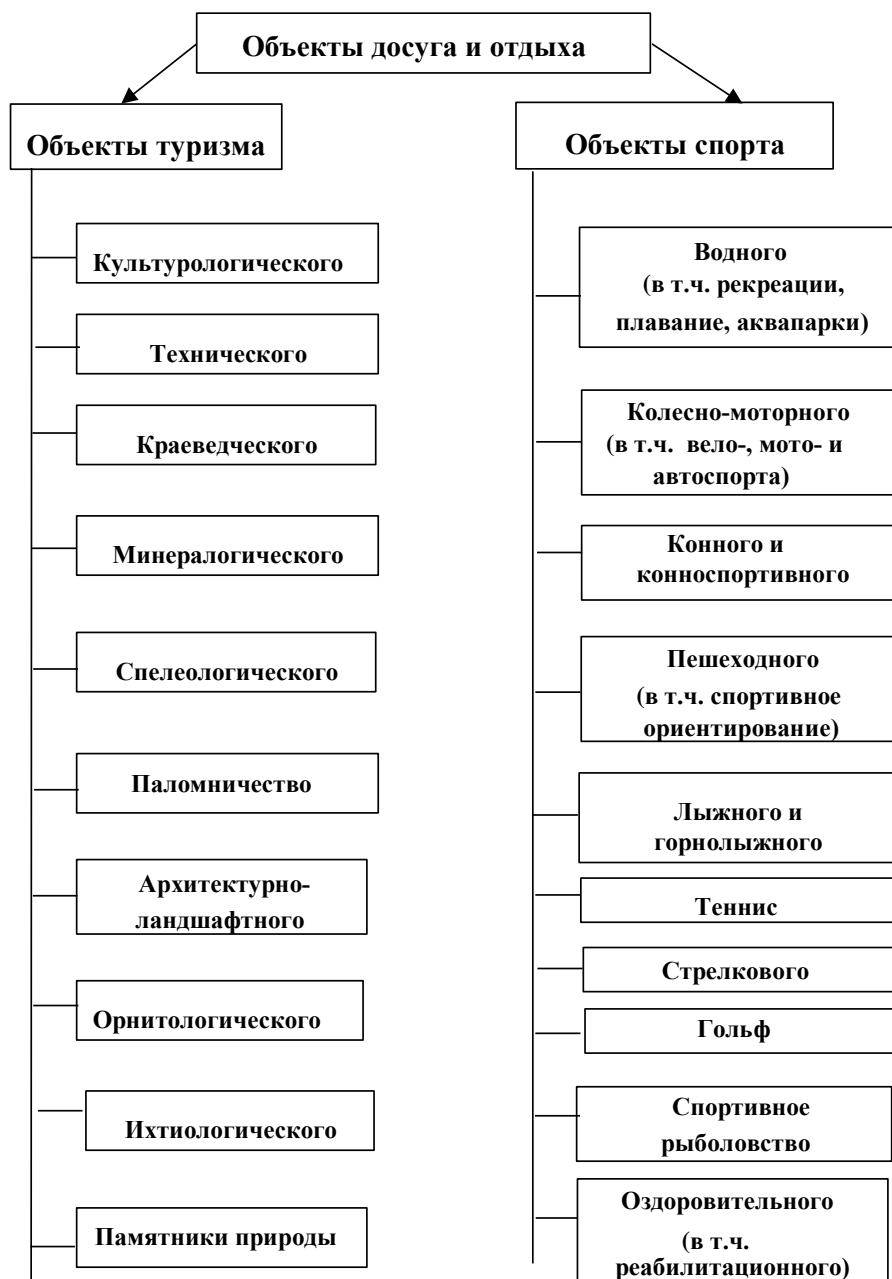 Объекты досуга и отдыха
Объекты туризма
Культурологического
Технического
Краеведческого
Минералогического
Спелеологического
Паломничество
Архитектурно-
ландшафтного
Орнитологического
Ихтиологического
Памятники природы
Объекты спорта
Водного
(в т.ч. рекреации,
плавание, аквапарки)
Колесно-моторного
(в т.ч. вело-, мото- и
автоспорта)
Конного и
конноспортивного
Пешеходного
(в т.ч. спортивное
ориентирование)
Лыжного и
горнолыжного
Теннис
Стрелкового
Гольф
Спортивное
рыболовство
Оздоровительного
(в т.ч.
реабилитационного)